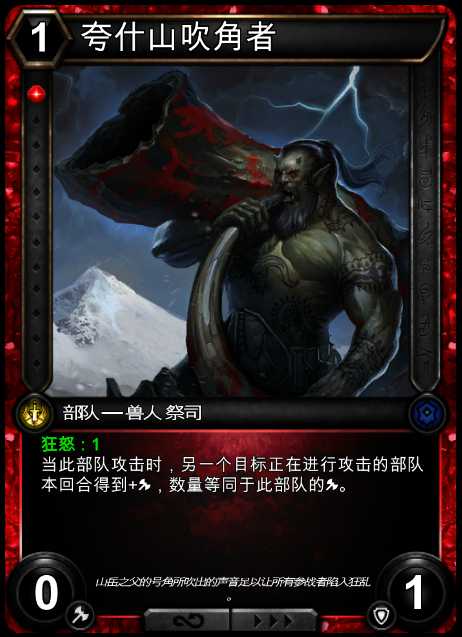 1
夸什山吹角者
部队 — 兽人 祭司
狂怒：1
当此部队攻击时，另一个目标正在进行攻击的部队
本回合得到+，数量等同于此部队的。
山岳之父的号角所吹出的声音足以让所有参战者陷入狂乱
。
0
1